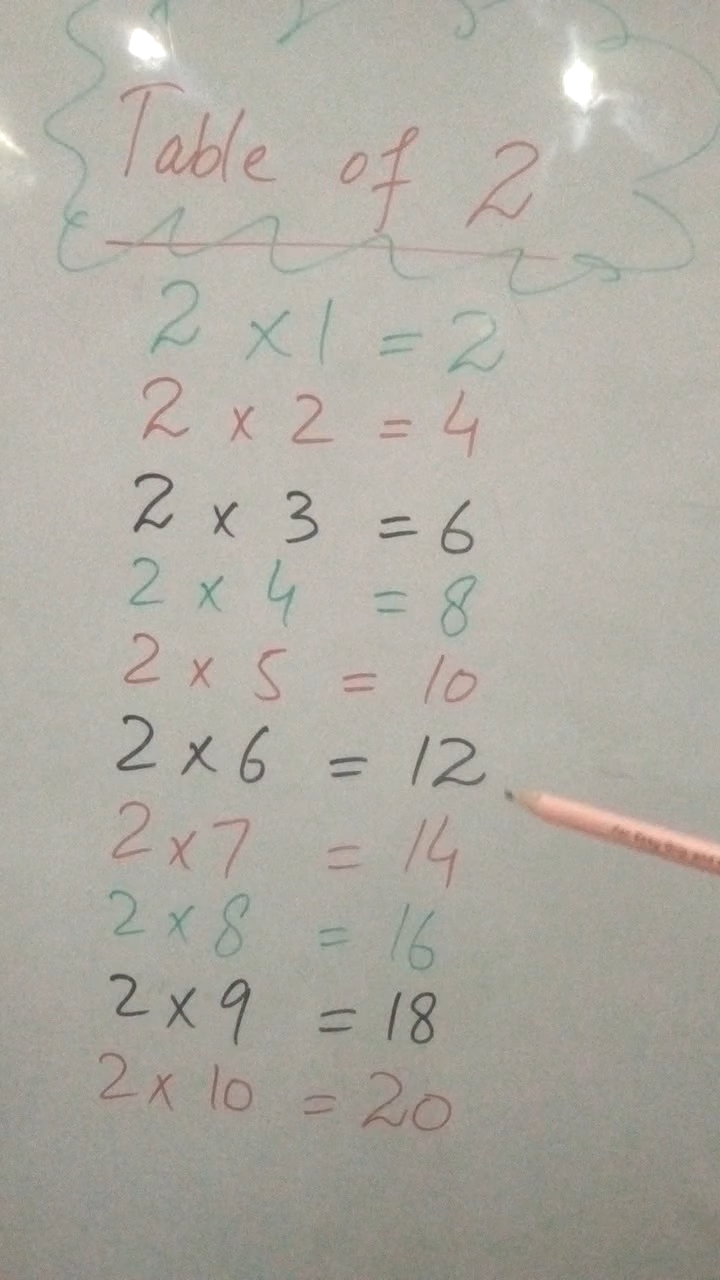 Table of 2
2 × 1 = 2
2 × 2 = 4
2 × 3 = 6
2 × 4 = 8
2 × 5 = 10
2 × 6 = 12
2 × 7 = 14
2 × 8 = 16
2 × 9 = 18
2 × 10 = 20